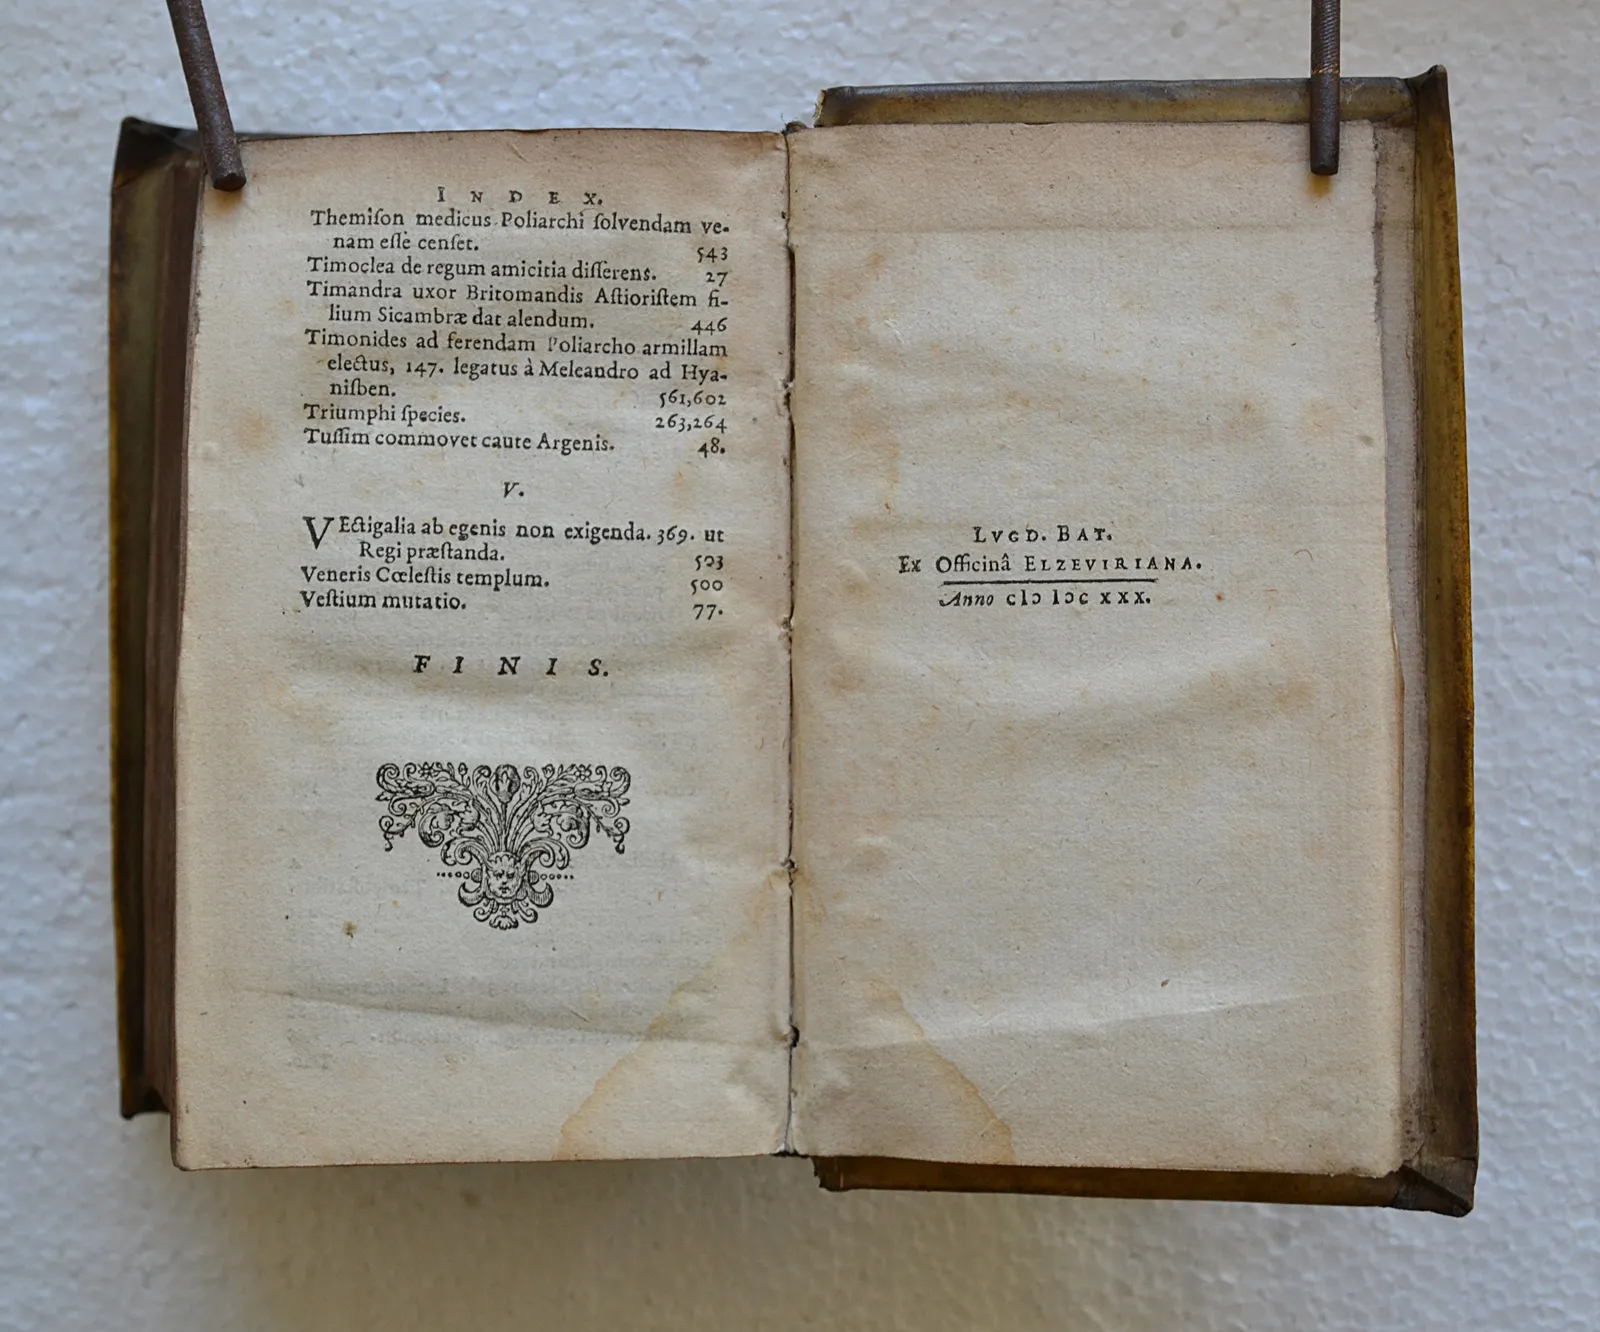 INDEX.
Themiſon medicus Poliarchi ſolvendam ve-
nam eſſe cenſet. 543
Timoclea de regum amicitia diſſerens. 27
Timandra uxor Britomandis Aſtioriſtem fi-
lium Sicambræ dat alendum. 446
Timonides ad ferendam Poliarcho armillam
electus, 147. legatus à Meleandro ad Hya-
niſben. 561,602
Triumphi ſpecies. 263,264
Tuſſim commovet caute Argenis. 48.
V.
VEctigalia ab egenis non exigenda. 369. ut
Regi præſtanda. 503
Veneris Cœleſtis templum. 500
Veſtium mutatio. 77.
FINIS.
LVGD. BAT.
Ex Officinâ ELZEVIRIANA.
Anno cIↄ Iↄc XXX.